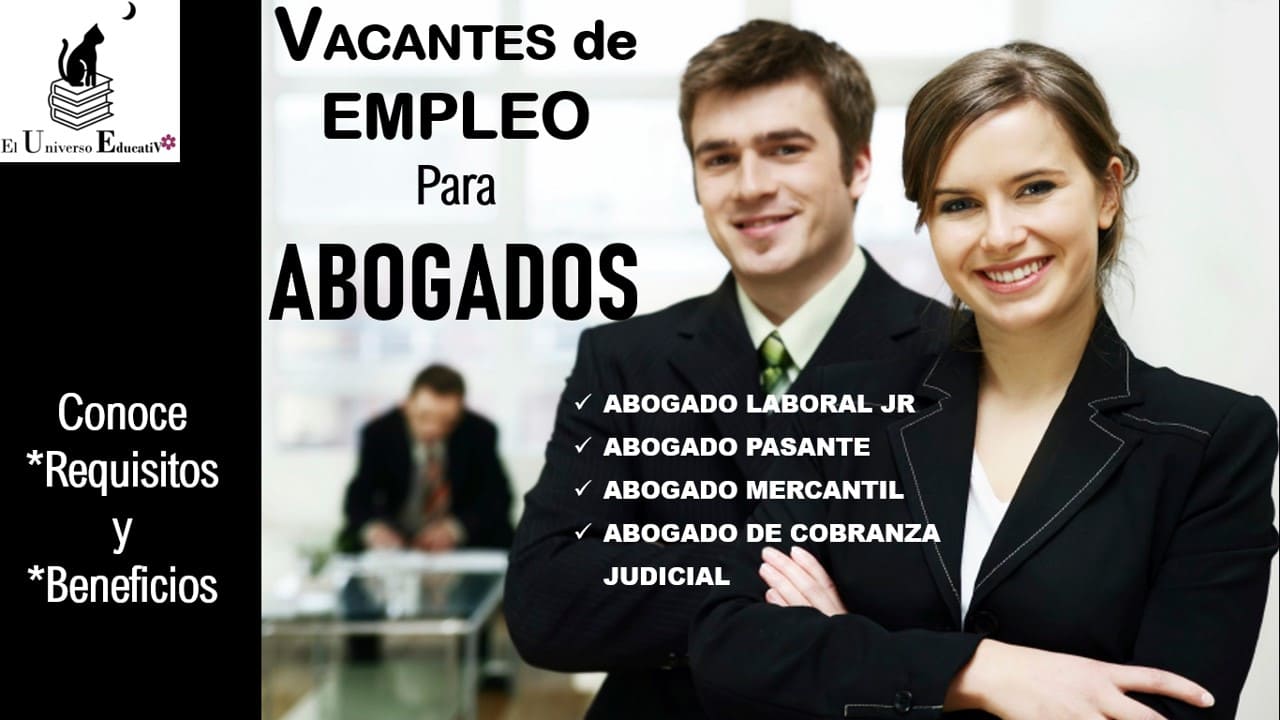 El Universo EducatiV
VACANTES de
EMPLEO
Para
ABOGADOS
Conoce
*Requisitos
y
*Beneficios
✓ ABOGADO LABORAL JR
✓ ABOGADO PASANTE
✓ ABOGADO MERCANTIL
✓ ABOGADO DE COBRANZA
JUDICIAL